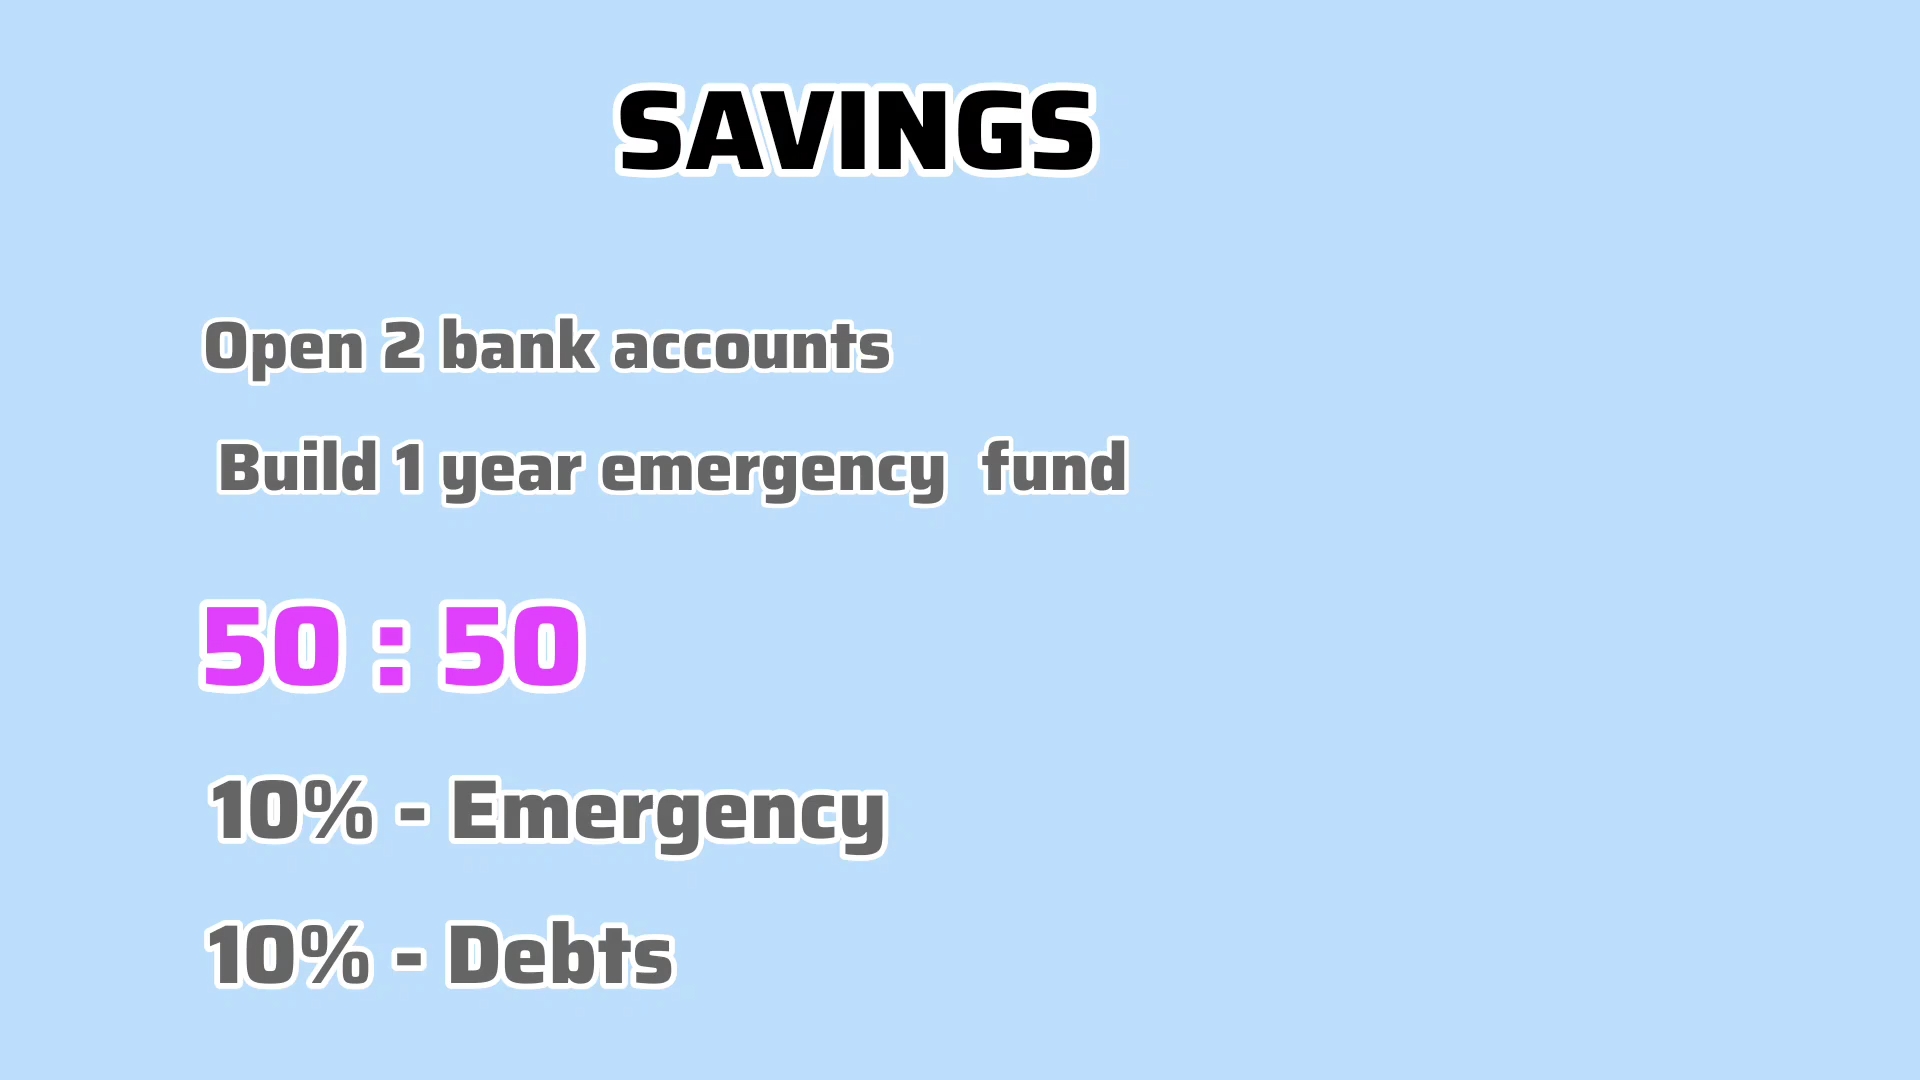 SAVINGS
Open 2 bank accounts
Build 1 year emergency fund
50 : 50
10% - Emergency
10% - Debts